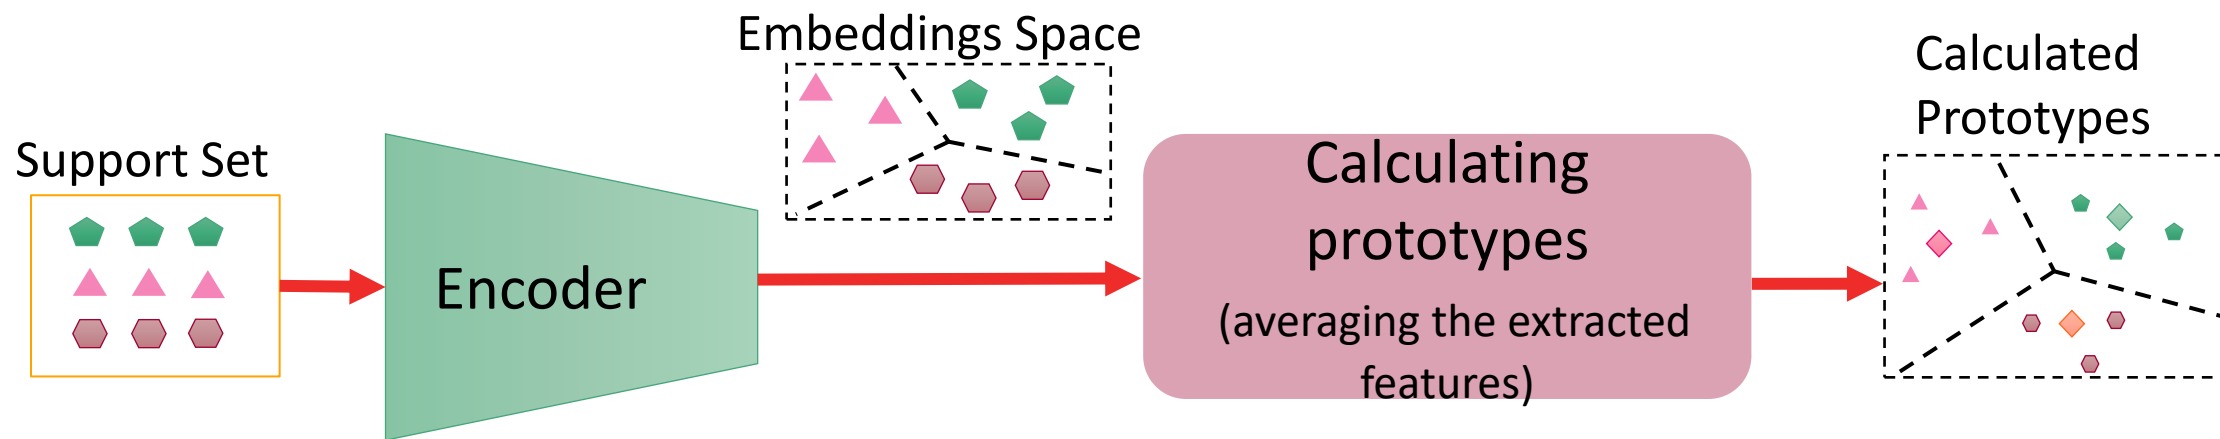 Support Set
Encoder
Embeddings Space
Calculating
prototypes
(averaging the extracted
features)
Calculated
Prototypes